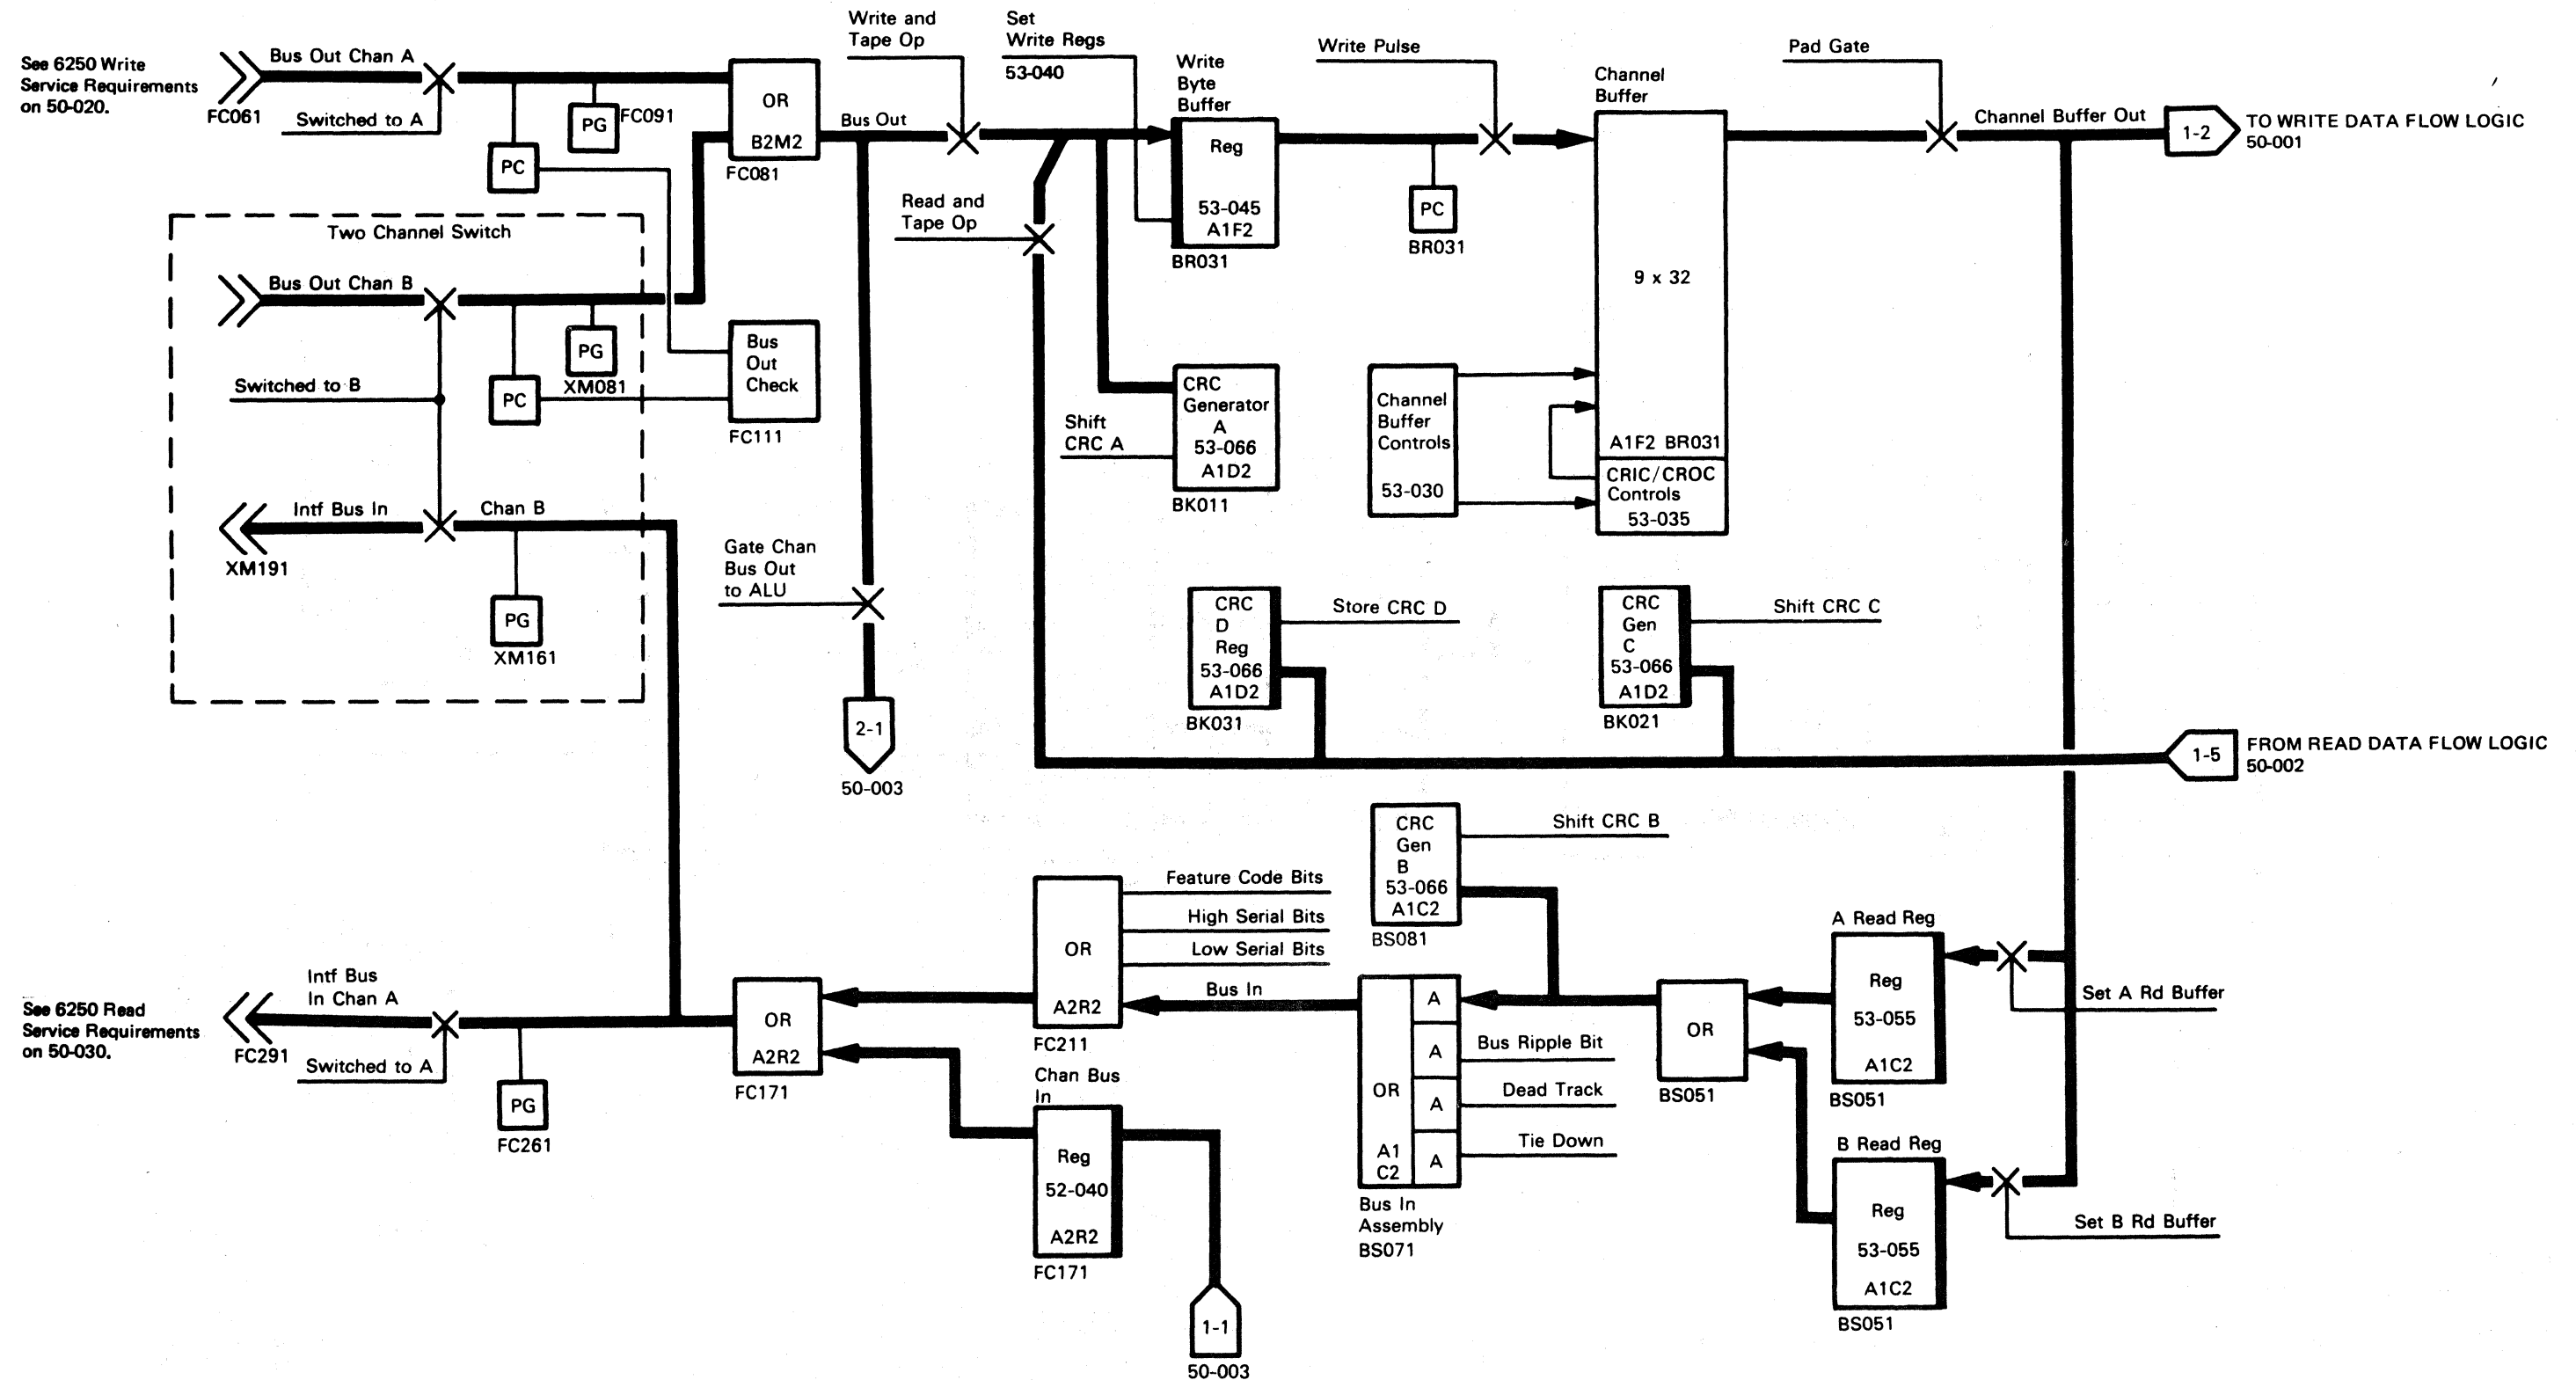 See 6250 Write
Service Requirements
on 50-020.
Bus Out Chan A
FC061
Switched to A
PG
FC091
PC
OR
B2M2
FC081
Bus Out
Write and
Tape Op
Set
Write Regs
53-040
Write
Byte
Buffer
Reg
53-045
A1F2
BR031
Write Pulse
PC
BR031
Channel
Buffer
9 x 32
A1F2 BR031
CRIC/CROC
Controls
53-035
Pad Gate
Channel Buffer Out
1-2
TO WRITE DATA FLOW LOGIC
50-001
Read and
Tape Op
Two Channel Switch
Bus Out Chan B
PG
XM081
PC
Switched to B
Bus
Out
Check
FC111
Intf Bus In
XM191
Chan B
PG
XM161
Shift
CRC A
CRC
Generator
A
53-066
A1D2
BK011
Channel
Buffer
Controls
53-030
Gate Chan
Bus Out
to ALU
2-1
50-003
CRC
D
Reg
53-066
A1D2
BK031
Store CRC D
CRC
Gen
C
53-066
A1D2
BK021
Shift CRC C
1-5
FROM READ DATA FLOW LOGIC
50-002
CRC
Gen
B
53-066
A1C2
BS081
Shift CRC B
See 6250 Read
Service Requirements
on 50-030.
Intf Bus
In Chan A
FC291
Switched to A
PG
FC261
OR
A2R2
FC171
OR
A2R2
FC211
Feature Code Bits
High Serial Bits
Low Serial Bits
Bus In
Chan Bus
In
Reg
52-040
A2R2
FC171
1-1
50-003
OR
A1
C2
A
A
A
A
Bus In
Assembly
BS071
Bus Ripple Bit
Dead Track
Tie Down
OR
BS051
A Read Reg
Reg
53-055
A1C2
BS051
Set A Rd Buffer
B Read Reg
Reg
53-055
A1C2
BS051
Set B Rd Buffer